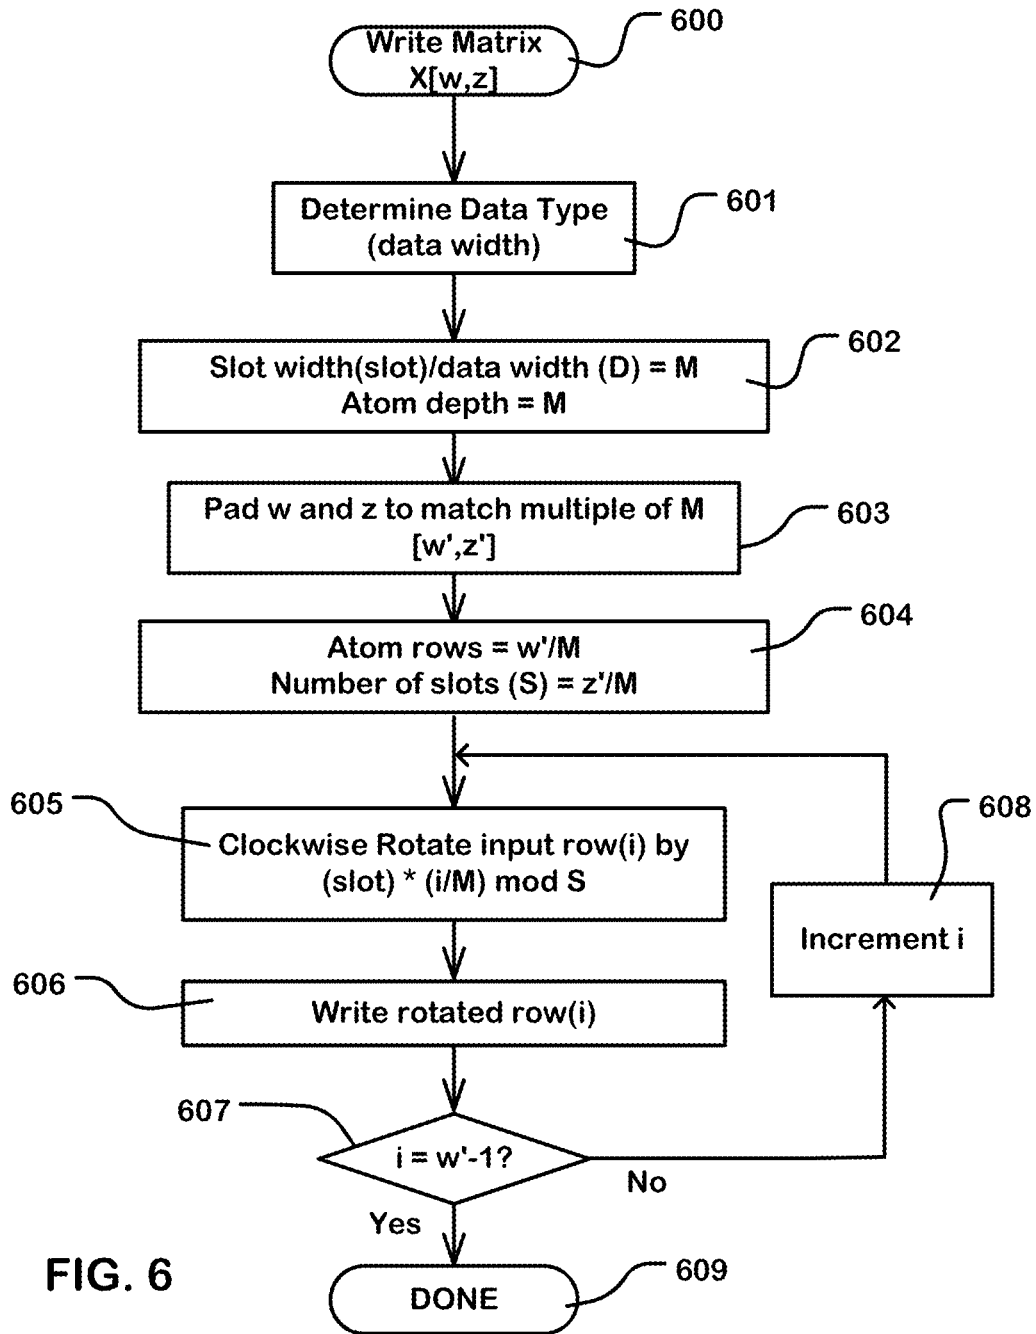 600
Write Matrix
X[w,z]
601
Determine Data Type
(data width)
602
Slot width(slot)/data width (D) = M
Atom depth = M
603
Pad w and z to match multiple of M
[w',z']
604
Atom rows = w'/M
Number of slots (S) = z'/M
605
Clockwise Rotate input row(i) by
(slot) * (i/M) mod S
608
Increment i
606
Write rotated row(i)
607
i = w'-1?
No
Yes
609
DONE
FIG. 6